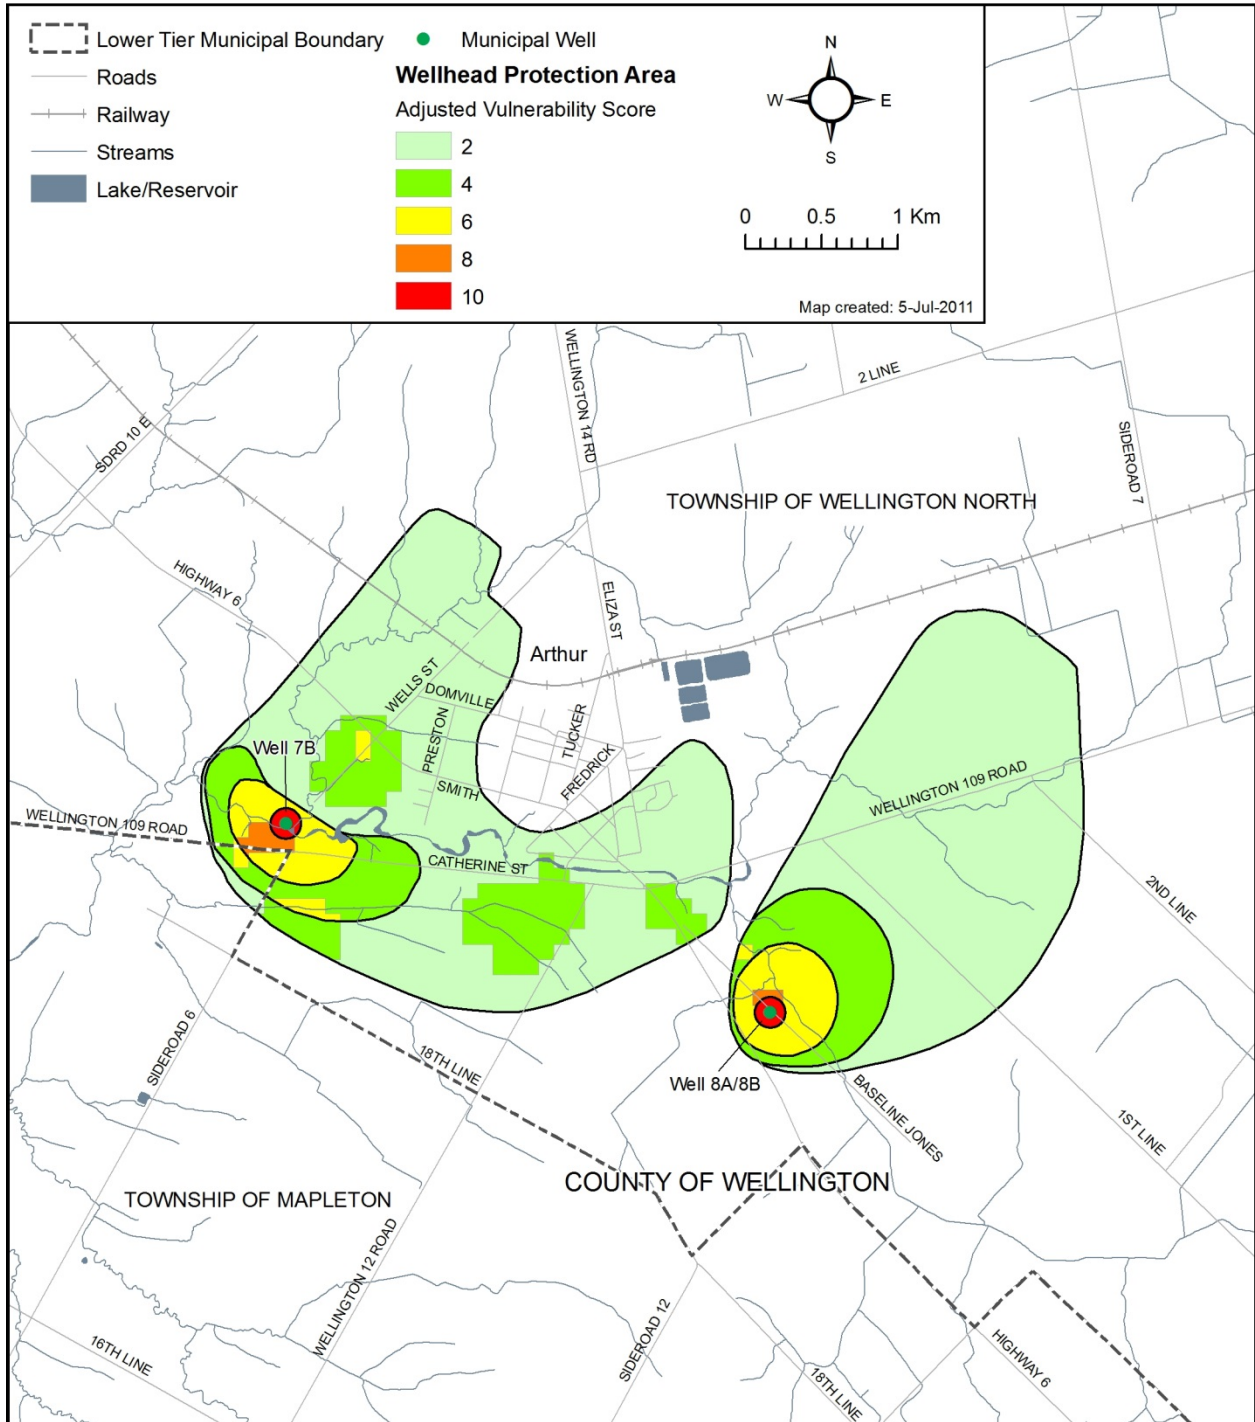 Lower Tier Municipal Boundary
Roads
Railway
Streams
Lake/Reservoir
Municipal Well
Wellhead Protection Area
Adjusted Vulnerability Score
2
4
6
8
10
N
W E
S
0 0.5 1 Km
Map created: 5-Jul-2011
WELLINGTON 14 RD
2 LINE
SDRD 10 E
SIDEROAD 7
TOWNSHIP OF WELLINGTON NORTH
HIGHWAY 6
ELIZA ST
Arthur
WELLS ST
DOMVILLE
PRESTON
TUCKER
FREDRICK
Well 7B
SMITH
WELLINGTON 109 ROAD
WELLINGTON 109 ROAD
CATHERINE ST
2ND LINE
SIDEROAD 6
18TH LINE
Well 8A/8B
BASELINE JONES
1ST LINE
COUNTY OF WELLINGTON
TOWNSHIP OF MAPLETON
WELLINGTON 12 ROAD
SIDEROAD 12
16TH LINE
18TH LINE
HIGHWAY 6